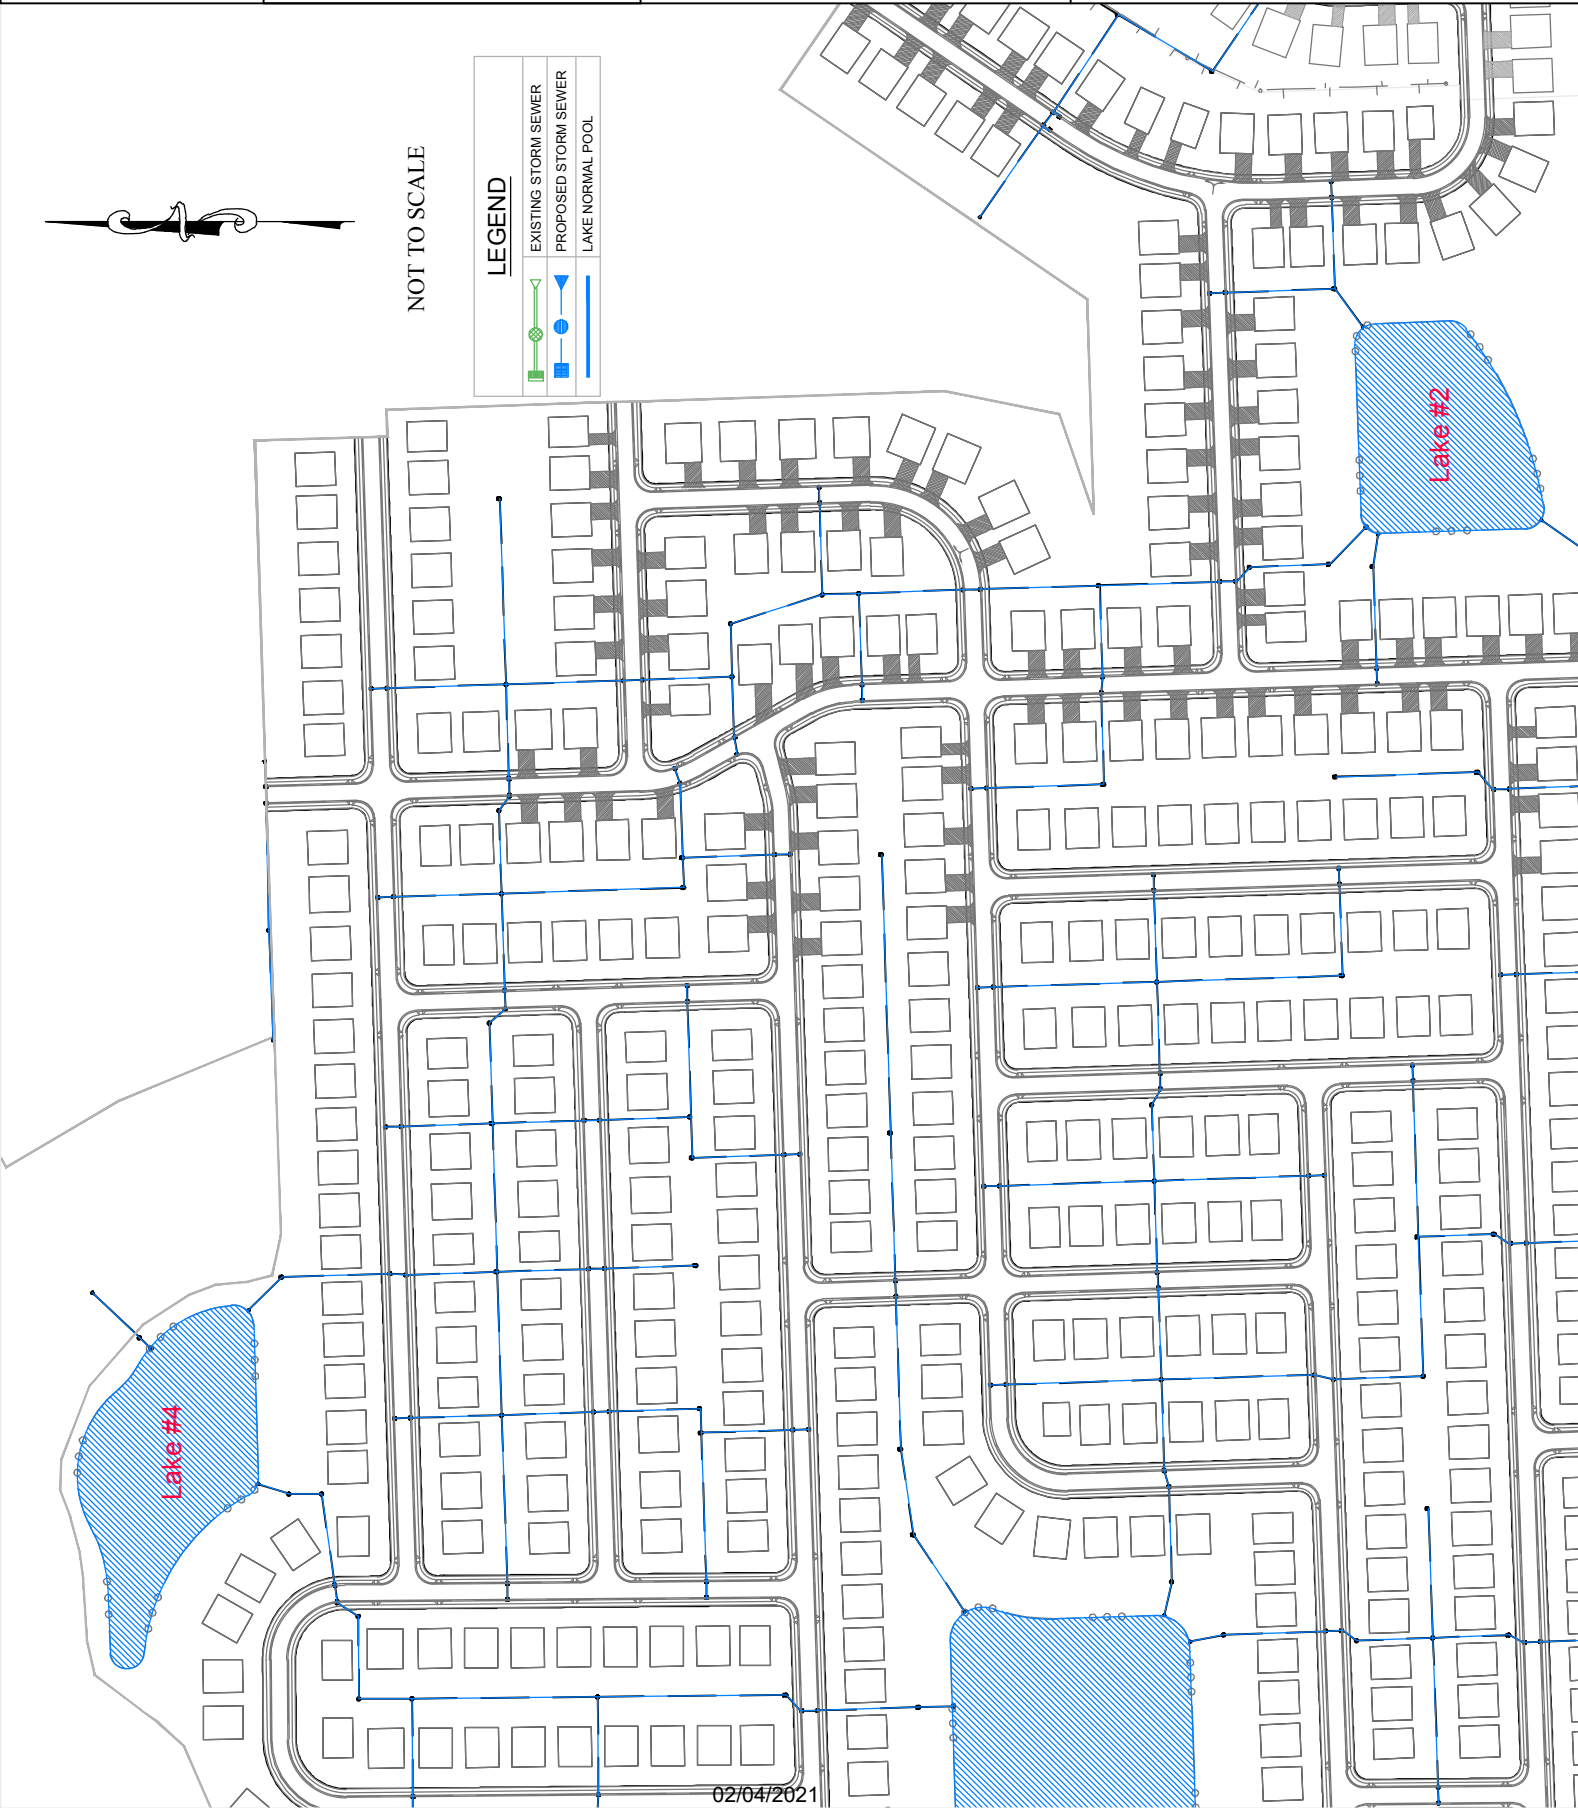 NOT TO SCALE
LEGEND
EXISTING STORM SEWER
PROPOSED STORM SEWER
LAKE NORMAL POOL
Lake #2
Lake #4
02/04/2021